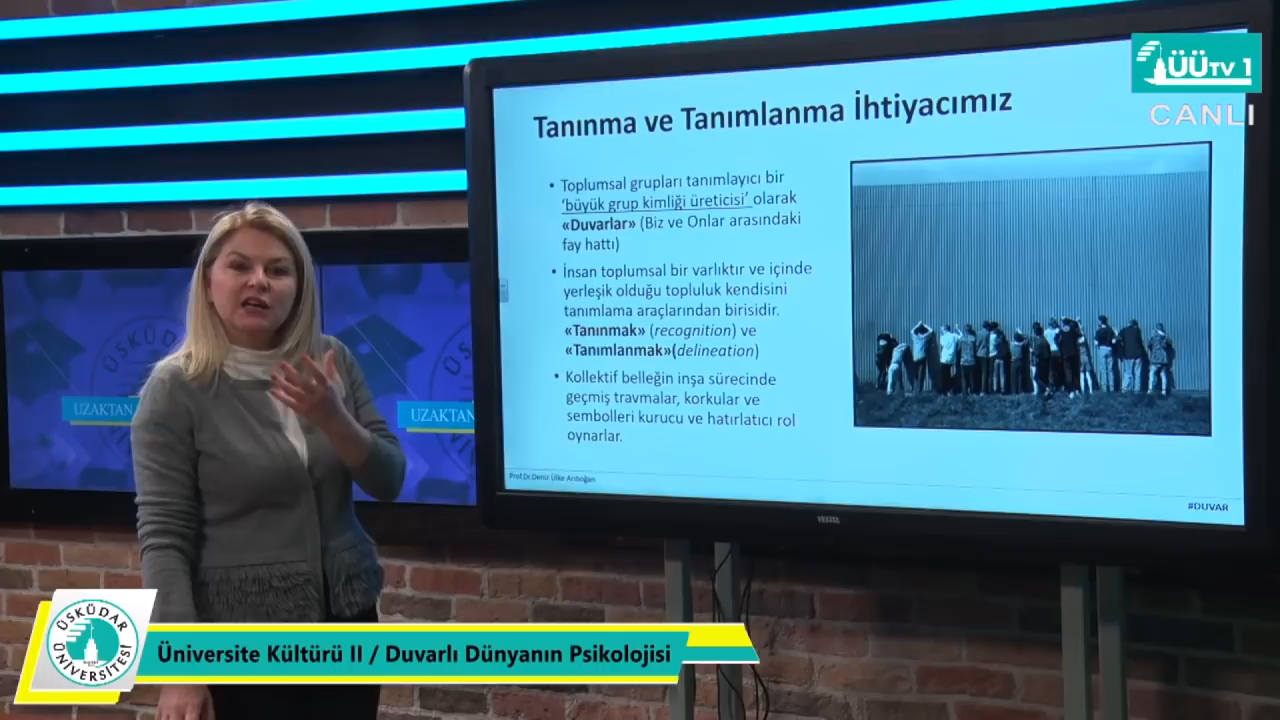 ÜÜTV 1
CANLI
Tanınma ve Tanımlanma İhtiyacımız
• Toplumsal grupları tanımlayıcı bir
‘büyük grup kimliği üreticisi’ olarak
«Duvarlar» (Biz ve Onlar arasındaki
fay hattı)
• İnsan toplumsal bir varlıktır ve içinde
yerleşik olduğu topluluk kendisini
tanımlama araçlarından birisidir.
«Tanınmak» (recognition) ve
«Tanımlanmak»(delineation)
• Kollektif belleğin inşa sürecinde
geçmiş travmalar, korkular ve
sembolleri kurucu ve hatırlatıcı rol
oynarlar.
Prof.Dr.Deniz Ülke Arıboğan
#DUVAR
VESTEL
ÜSKÜDAR
UZAKTAN
ÜSKÜDAR
UZAKTAN
ÜSKÜDAR
ÜNİVERSİTESİ
Üniversite Kültürü II / Duvarlı Dünyanın Psikolojisi